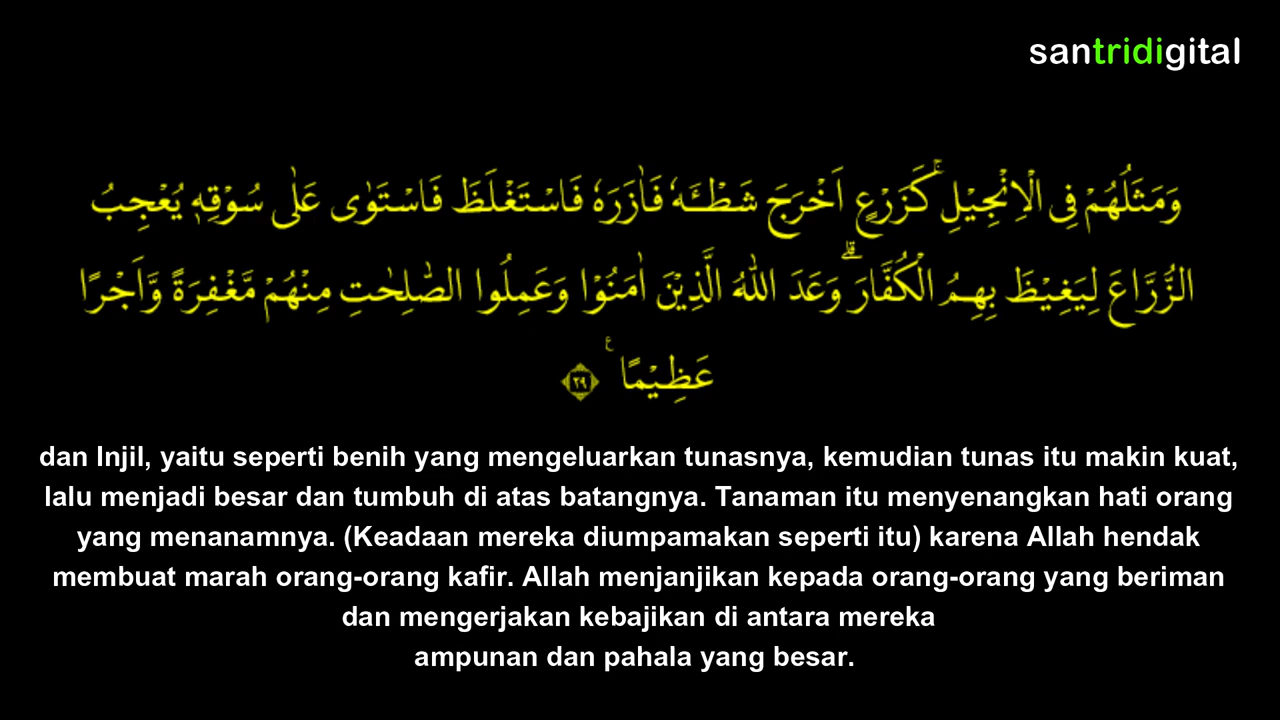 santridigital
وَمَثَلُهُمْ فِى الْاِنْجِيْلِۚ كَزَرْعٍ اَخْرَجَ شَطْـَٔهٗ فَاٰزَرَهٗ فَاسْتَغْلَظَ فَاسْتَوٰى عَلٰى سُوْقِهٖ يُعْجِبُ
الزُّرَّاعَ لِيَغِيْظَ بِهِمُ الْكُفَّارَۗ وَعَدَ اللّٰهُ الَّذِيْنَ اٰمَنُوْا وَعَمِلُوا الصّٰلِحٰتِ مِنْهُمْ مَّغْفِرَةً وَّاَجْرًا
عَظِيْمًا ࣖ ٢٩
dan Injil, yaitu seperti benih yang mengeluarkan tunasnya, kemudian tunas itu makin kuat,
lalu menjadi besar dan tumbuh di atas batangnya. Tanaman itu menyenangkan hati orang
yang menanamnya. (Keadaan mereka diumpamakan seperti itu) karena Allah hendak
membuat marah orang-orang kafir. Allah menjanjikan kepada orang-orang yang beriman
dan mengerjakan kebajikan di antara mereka
ampunan dan pahala yang besar.